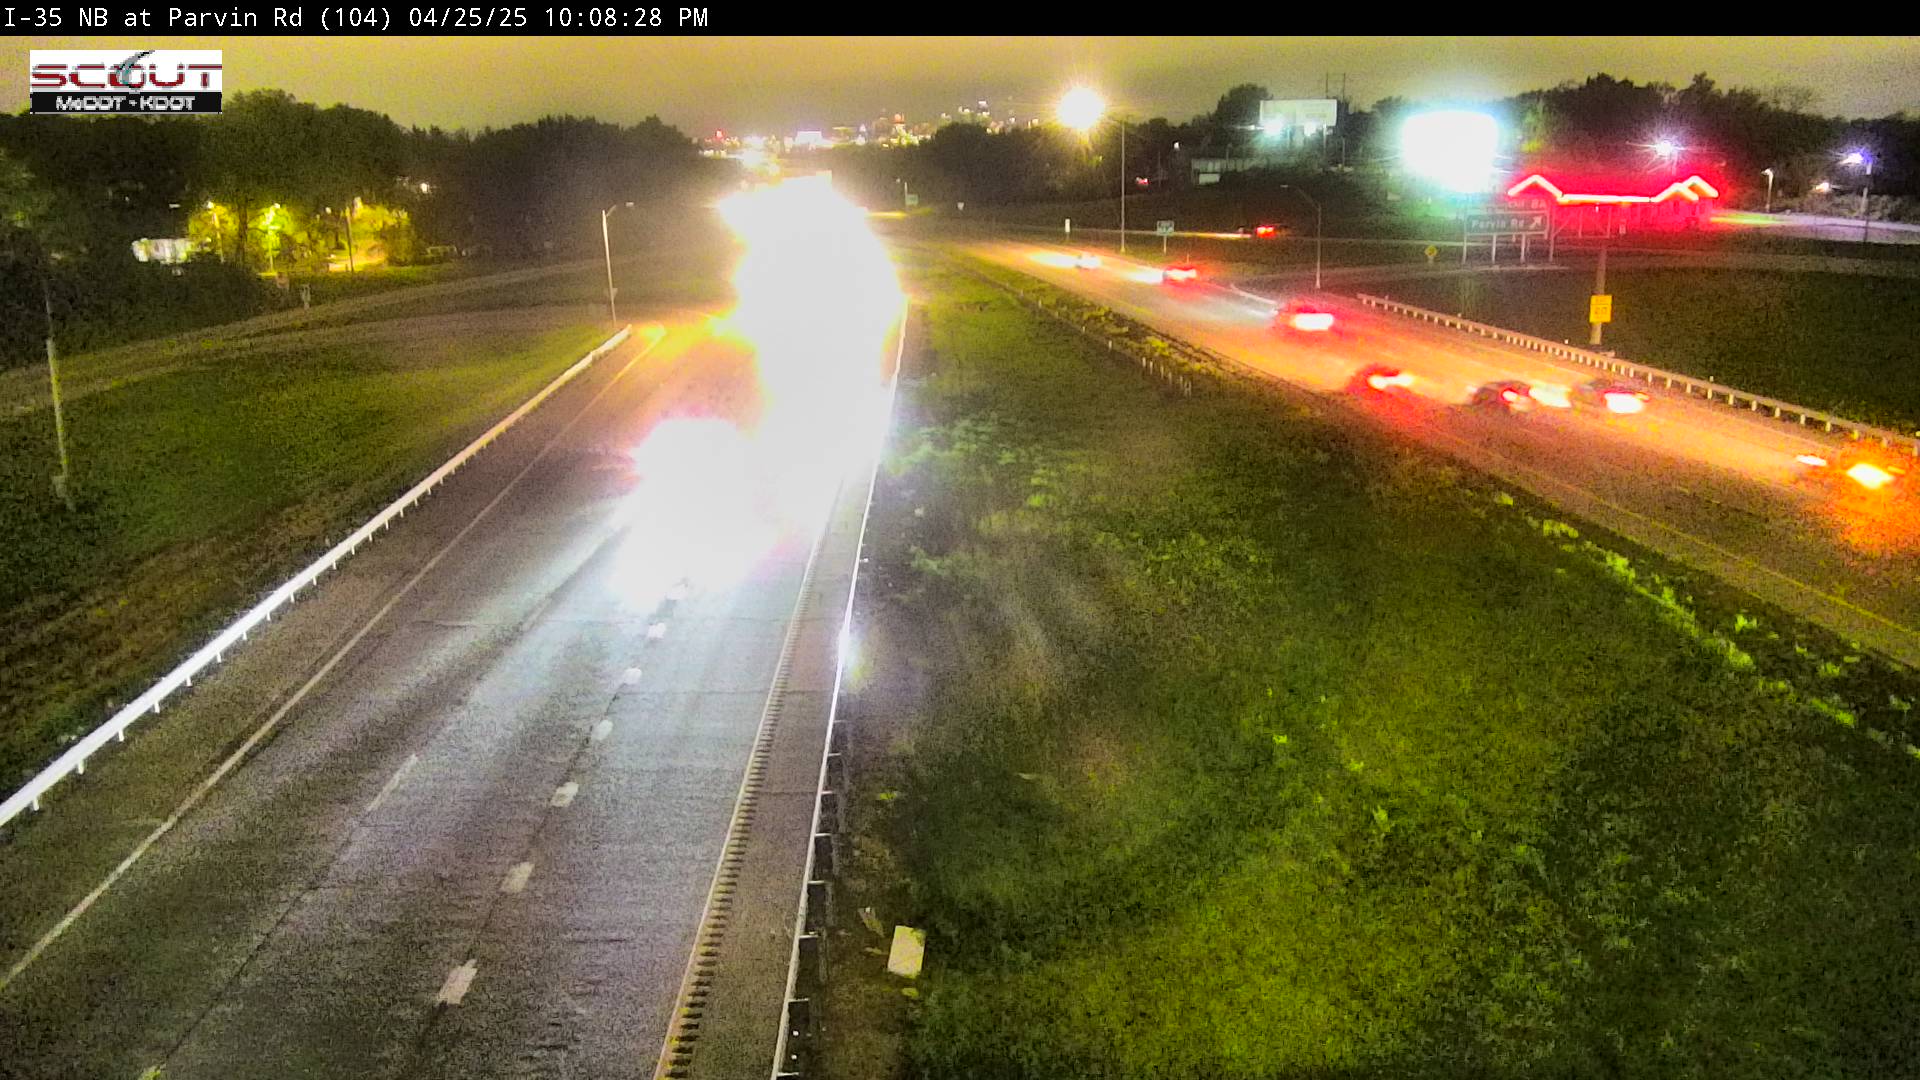 I-35 NB at Parvin Rd (104) 04/25/25 10:08:28 PM
SCOUT
MoDOT - KDOT
Parvin Rd